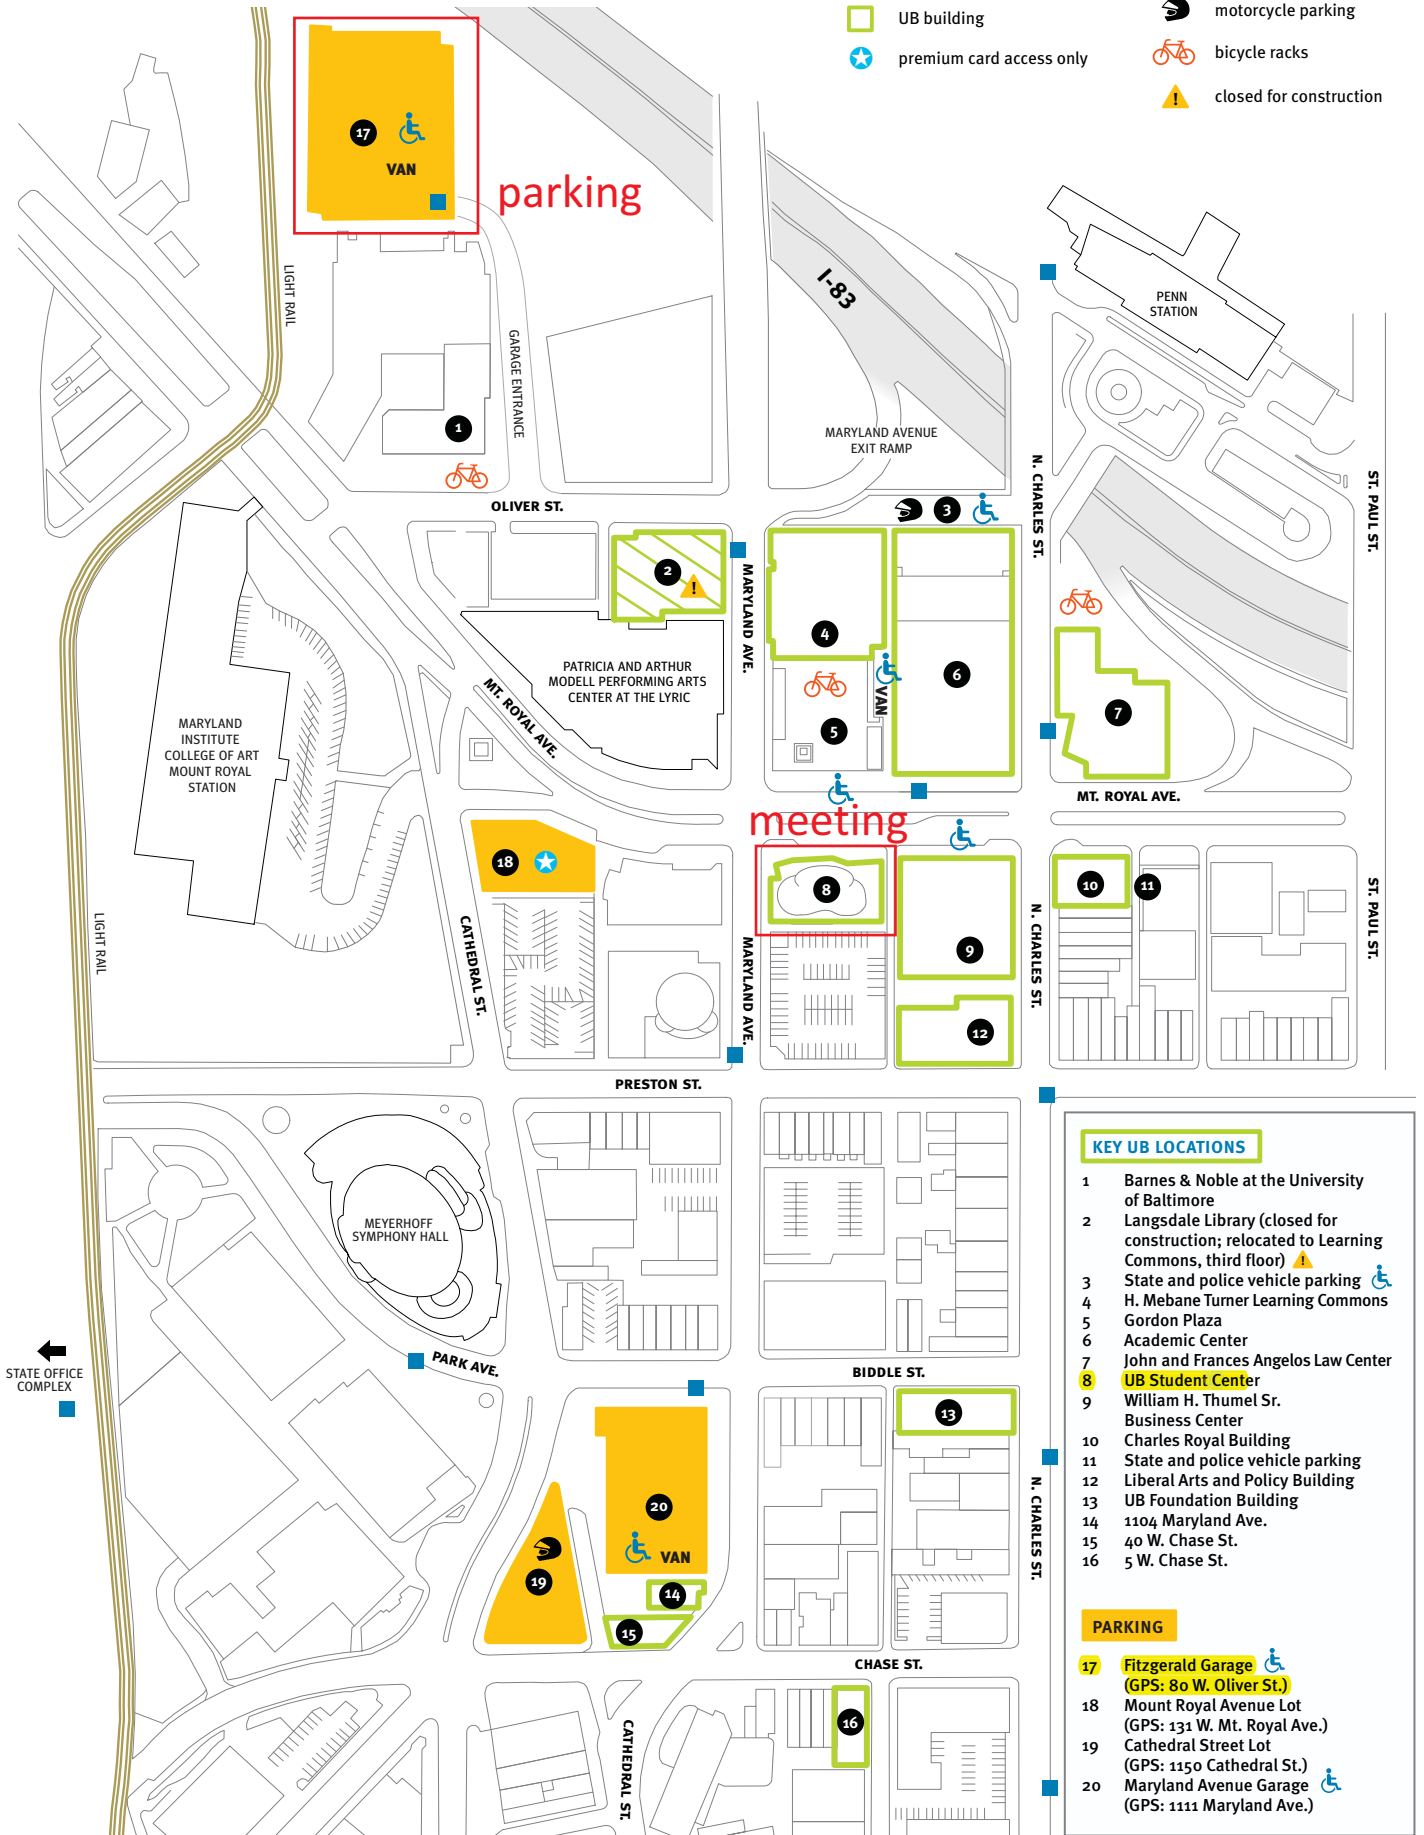 UB building
premium card access only
motorcycle parking
bicycle racks
! closed for construction
17
VAN
parking
LIGHT RAIL
GARAGE ENTRANCE
I-83
PENN
STATION
1
MARYLAND AVENUE
EXIT RAMP
N. CHARLES ST.
ST. PAUL ST.
OLIVER ST.
3
2
!
MARYLAND AVE.
4
PATRICIA AND ARTHUR
MODELL PERFORMING ARTS
CENTER AT THE LYRIC
VAN
6
5
7
MT. ROYAL AVE.
MARYLAND
INSTITUTE
COLLEGE OF ART
MOUNT ROYAL
STATION
MT. ROYAL AVE.
meeting
18
8
10
11
9
12
LIGHT RAIL
CATHEDRAL ST.
MARYLAND AVE.
N. CHARLES ST.
ST. PAUL ST.
PRESTON ST.
MEYERHOFF
SYMPHONY HALL
STATE OFFICE
COMPLEX
PARK AVE.
BIDDLE ST.
13
20
VAN
19
14
15
N. CHARLES ST.
CHASE ST.
16
CATHEDRAL ST.
KEY UB LOCATIONS
1 Barnes & Noble at the University
of Baltimore
2 Langsdale Library (closed for
construction; relocated to Learning
Commons, third floor) !
3 State and police vehicle parking
4 H. Mebane Turner Learning Commons
5 Gordon Plaza
6 Academic Center
7 John and Frances Angelos Law Center
8 UB Student Center
9 William H. Thumel Sr.
Business Center
10 Charles Royal Building
11 State and police vehicle parking
12 Liberal Arts and Policy Building
13 UB Foundation Building
14 1104 Maryland Ave.
15 40 W. Chase St.
16 5 W. Chase St.
PARKING
17 Fitzgerald Garage
(GPS: 80 W. Oliver St.)
18 Mount Royal Avenue Lot
(GPS: 131 W. Mt. Royal Ave.)
19 Cathedral Street Lot
(GPS: 1150 Cathedral St.)
20 Maryland Avenue Garage
(GPS: 1111 Maryland Ave.)